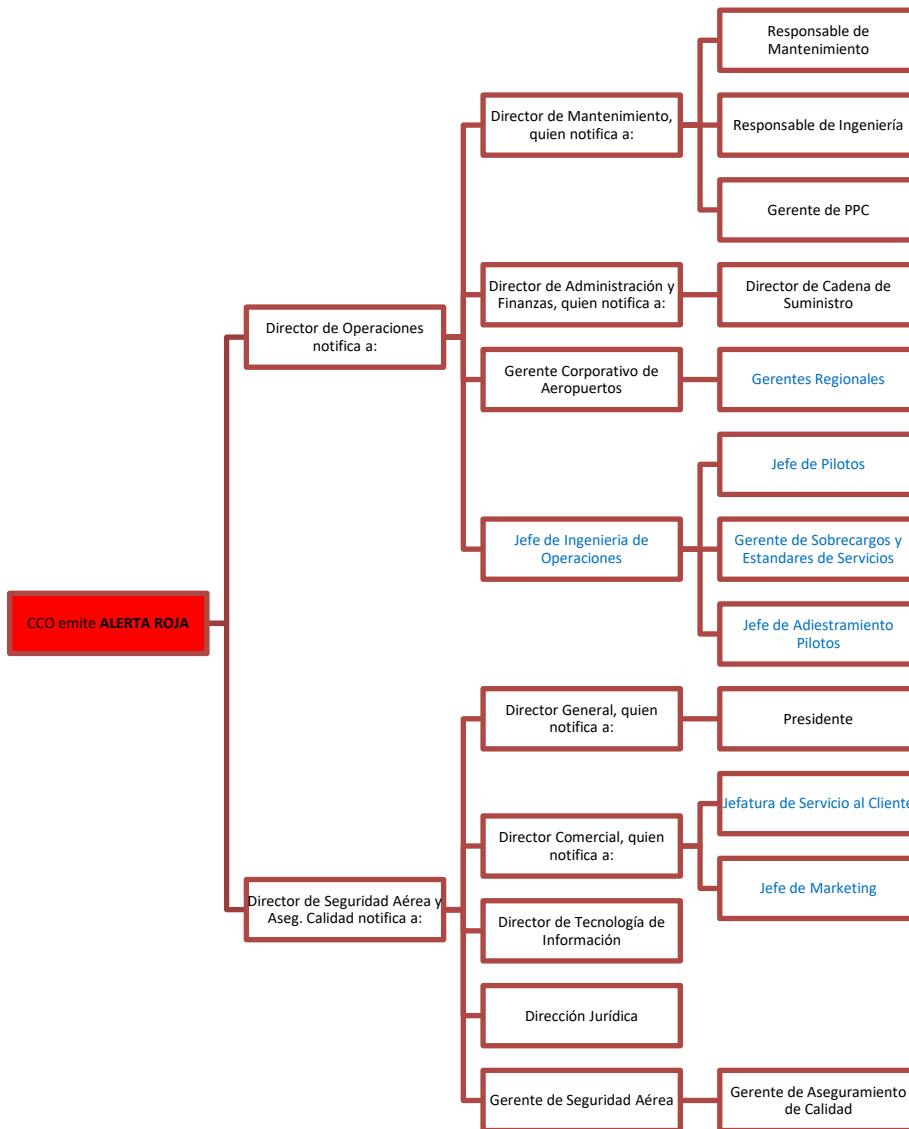 Responsable de
Mantenimiento
Director de Mantenimiento,
quien notifica a:
Responsable de Ingeniería
Gerente de PPC
Director de Administración y
Finanzas, quien notifica a:
Director de Cadena de
Suministro
Director de Operaciones
notifica a:
Gerente Corporativo de
Aeropuertos
Gerentes Regionales
Jefe de Pilotos
Jefe de Ingenieria de
Operaciones
Gerente de Sobrecargos y
Estandares de Servicios
Jefe de Adiestramiento
Pilotos
CCO emite ALERTA ROJA
Director General, quien
notifica a:
Presidente
Jefatura de Servicio al Cliente
Director Comercial, quien
notifica a:
Jefe de Marketing
Director de Seguridad Aérea y
Aseg. Calidad notifica a:
Director de Tecnología de
Información
Dirección Jurídica
Gerente de Seguridad Aérea
Gerente de Aseguramiento
de Calidad